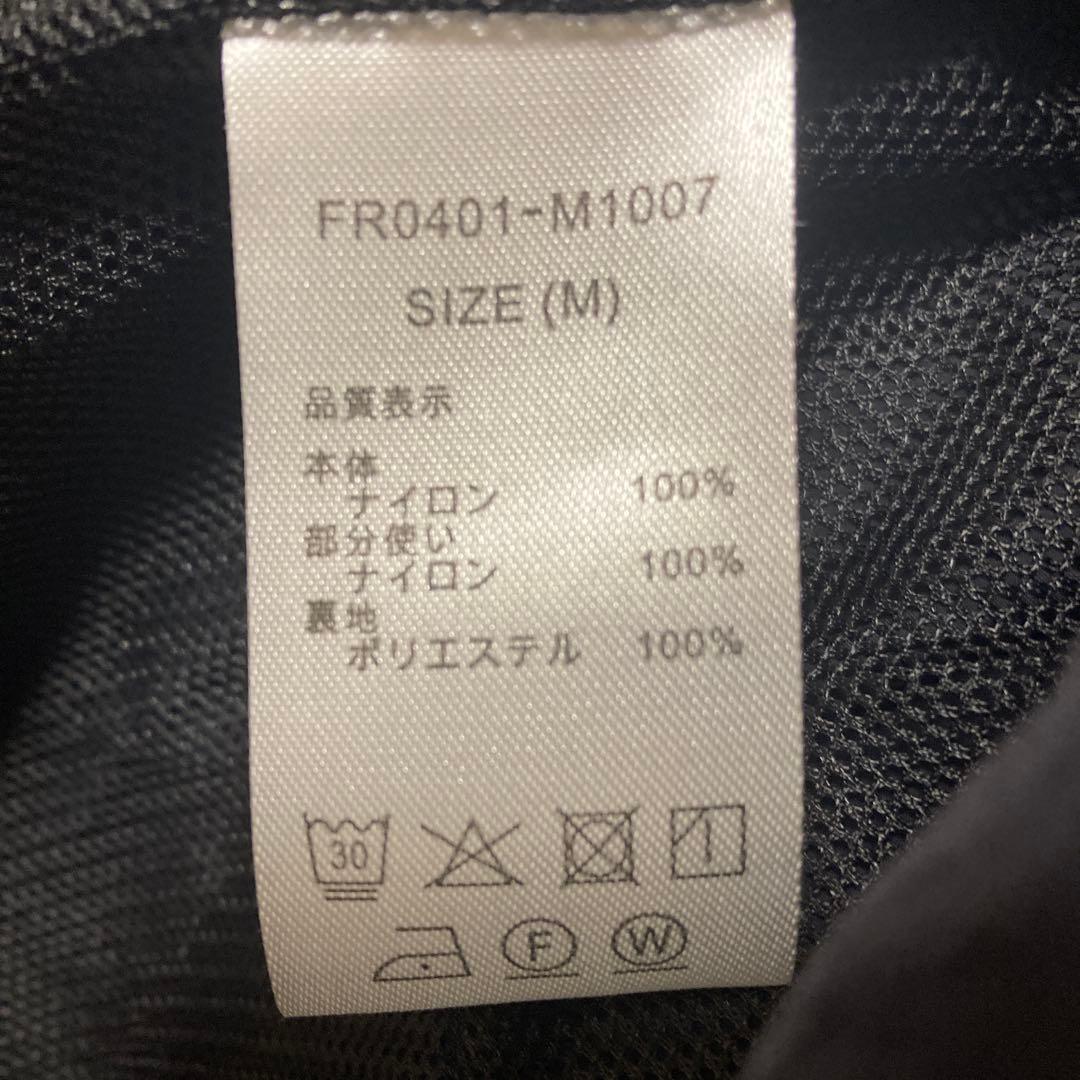 FR0401-M1007
SIZE (M)
品質表示
本体
ナイロン 100%
部分使い
ナイロン 100%
裏地
ポリエステル 100%
30
F W